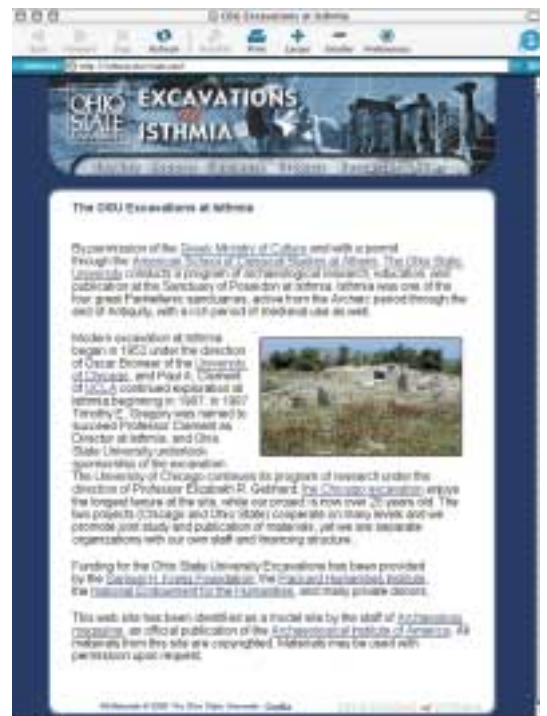 OSU Excavations at Isthmia
Refresh
Print
Larger
Smaller
Preferences
OHIO
STATE
EXCAVATIONS
at
ISTHMIA
The OSU Excavations at Isthmia
By permission of the Greek Ministry of Culture and with a permit
through the American School of Classical Studies at Athens, The Ohio State
University conducts a program of archaeological research, education, and
publication at the Sanctuary of Poseidon at Isthmia. Isthmia was one of the
four great Panhellenic sanctuaries, active from the Archaic period through the
end of Antiquity, with a rich period of medieval use as well.
Modern excavation at Isthmia
began in 1952 under the direction
of Oscar Broneer of the University
of Chicago, and Paul A. Clement
of UCLA continued exploration at
Isthmia beginning in 1967. In 1987
Timothy E. Gregory was named to
succeed Professor Clement as
Director at Isthmia, and Ohio
State University undertook
sponsorship of the excavation.
The University of Chicago continues its program of research under the
direction of Professor Elizabeth R. Gebhard, the Chicago excavation enjoys
the longest tenure at the site, while our project is now over 20 years old. The
two projects (Chicago and Ohio State) cooperate on many levels and we
promote joint study and publication of materials, yet we are separate
organizations with our own staff and financing structure.
Funding for the Ohio State University Excavations has been provided
by the Samuel H. Kress Foundation, the Packard Humanities Institute,
the National Endowment for the Humanities, and many private donors.
This web site has been identified as a model site by the staff of Archaeology
magazine, an official publication of the Archaeological Institute of America. All
materials from this site are copyrighted. Materials may be used with
permission upon request.
The Ohio State University